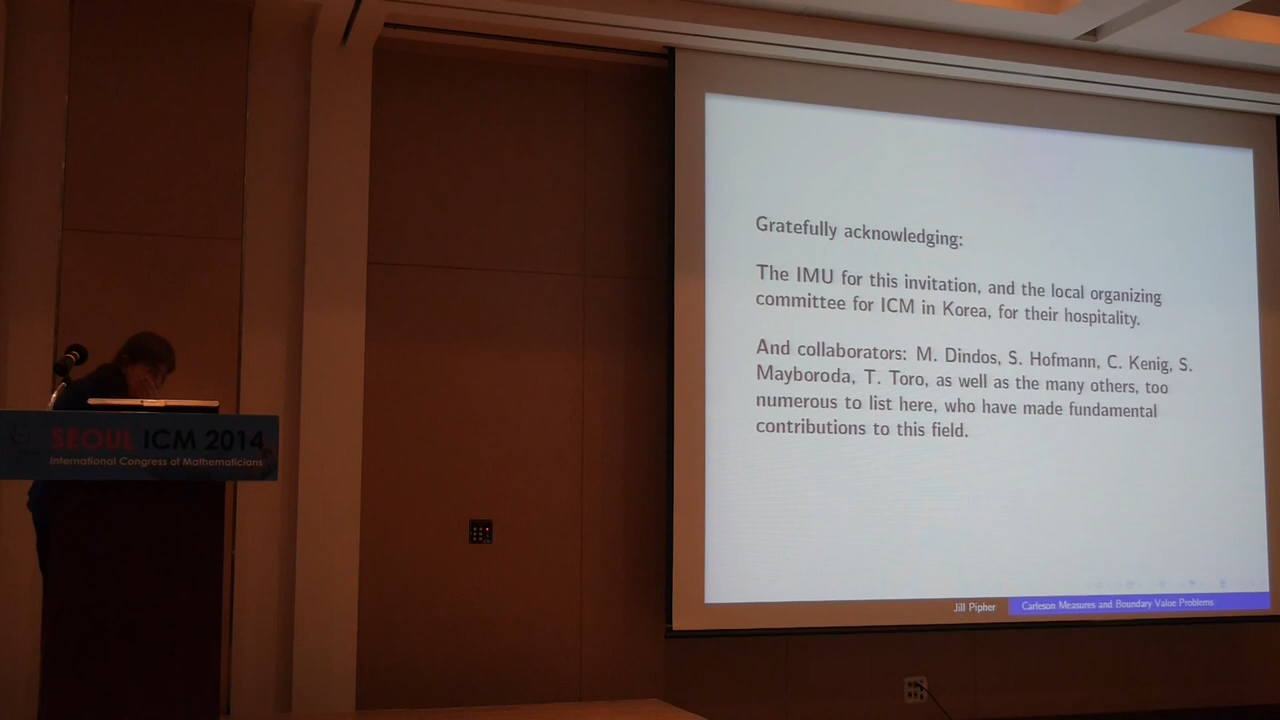 Gratefully acknowledging:
The IMU for this invitation, and the local organizing
committee for ICM in Korea, for their hospitality.
And collaborators: M. Dindos, S. Hofmann, C. Kenig, S.
Mayboroda, T. Toro, as well as the many others, too
numerous to list here, who have made fundamental
contributions to this field.
Jill Pipher
Carleson Measures and Boundary Value Problems
SEOUL ICM 2014
International Congress of Mathematicians